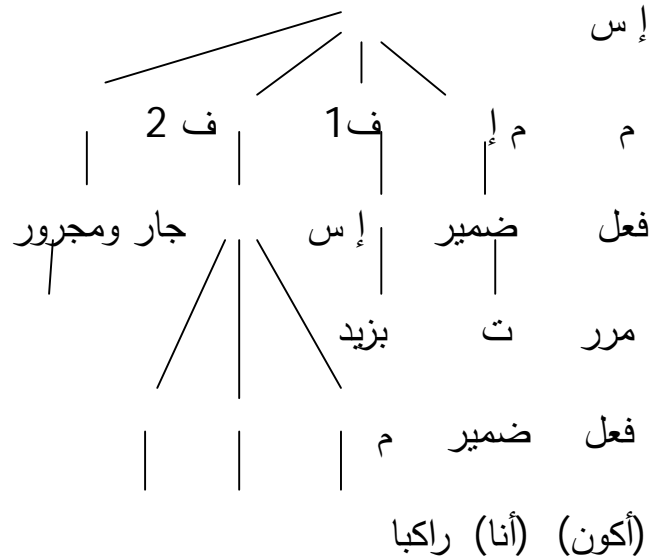 إ س
م م إ ف1 ف 2
فعل ضمير إ س جار ومجرور
مرر ت بزيد
فعل ضمير م
(أكون) (أنا) راكبا